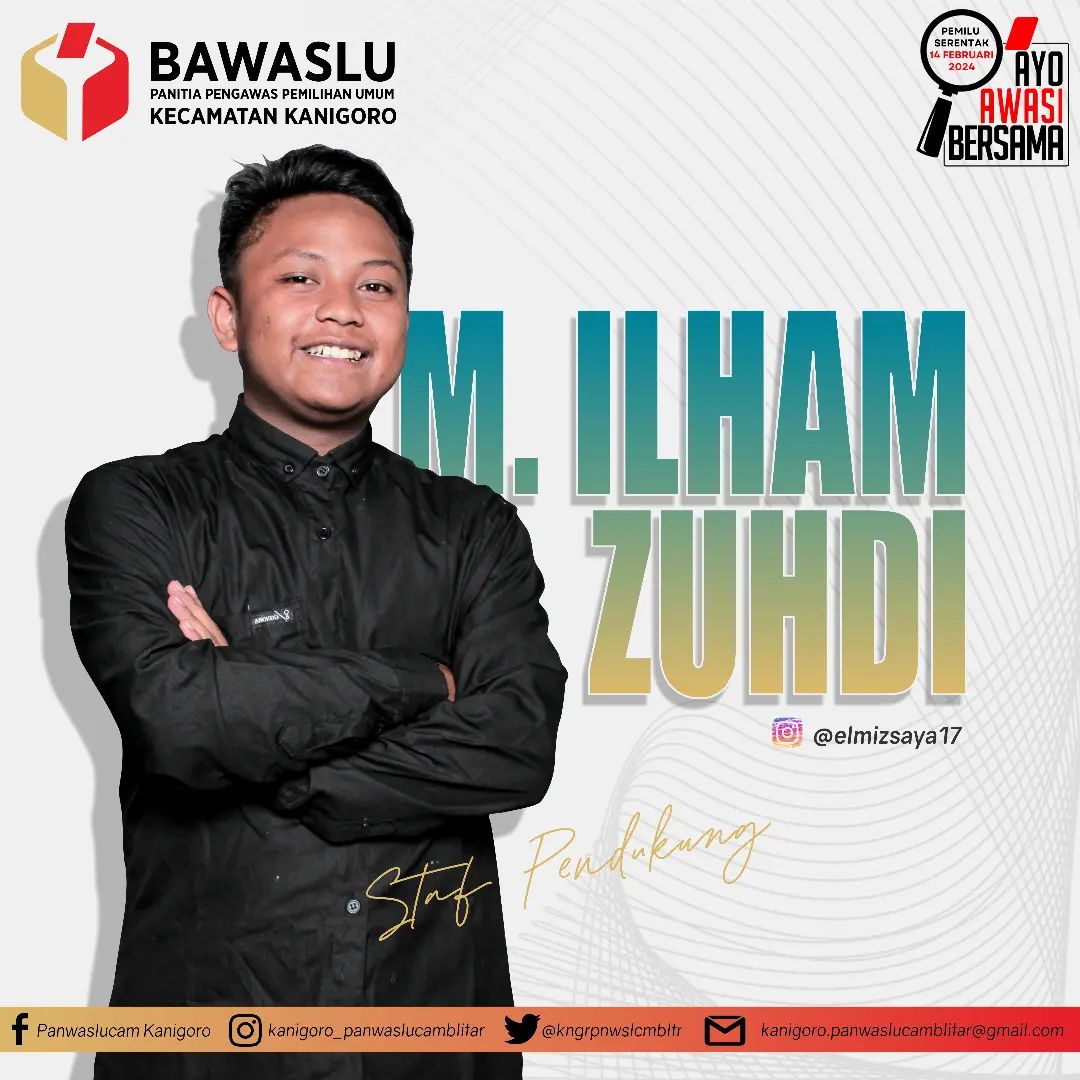 BAWASLU
PANITIA PENGAWAS PEMILIHAN UMUM
KECAMATAN KANIGORO
PEMILU
SERENTAK
14 FEBRUARI
2024
AYO
AWASI
BERSAMA
M. ILHAM
ZUHDI
@elmizsaya17
Staf Pendukung
Panwaslucam Kanigoro
kanigoro_panwaslucamblitar
@kngrpnwslcmbltr
kanigoro.panwaslucamblitar@gmail.com